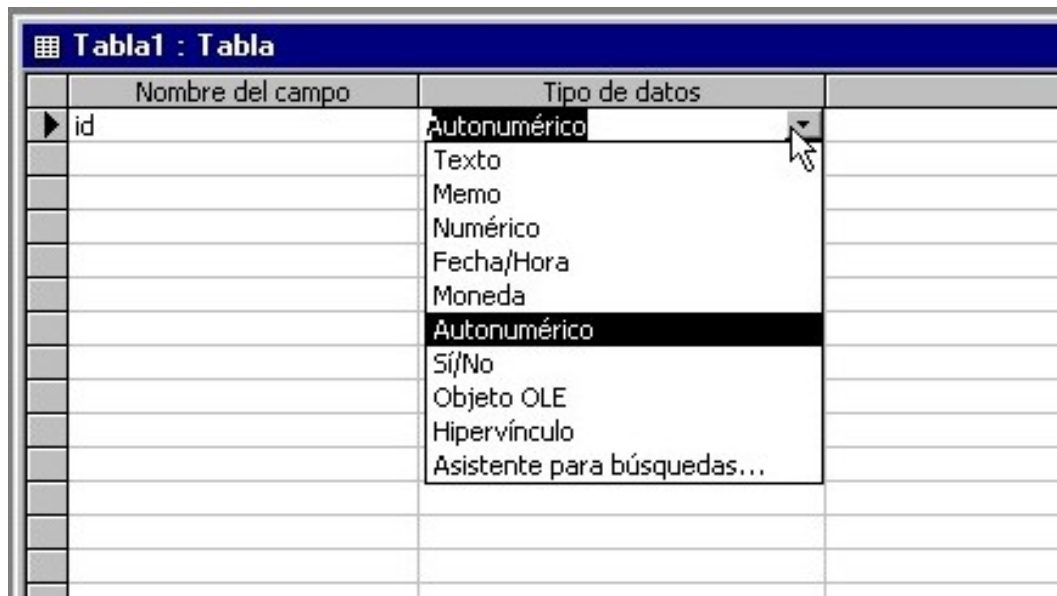 Tabla1 : Tabla
Nombre del campo Tipo de datos
id Autonumérico
Texto
Memo
Numérico
Fecha/Hora
Moneda
Autonumérico
Sí/No
Objeto OLE
Hipervínculo
Asistente para búsquedas...